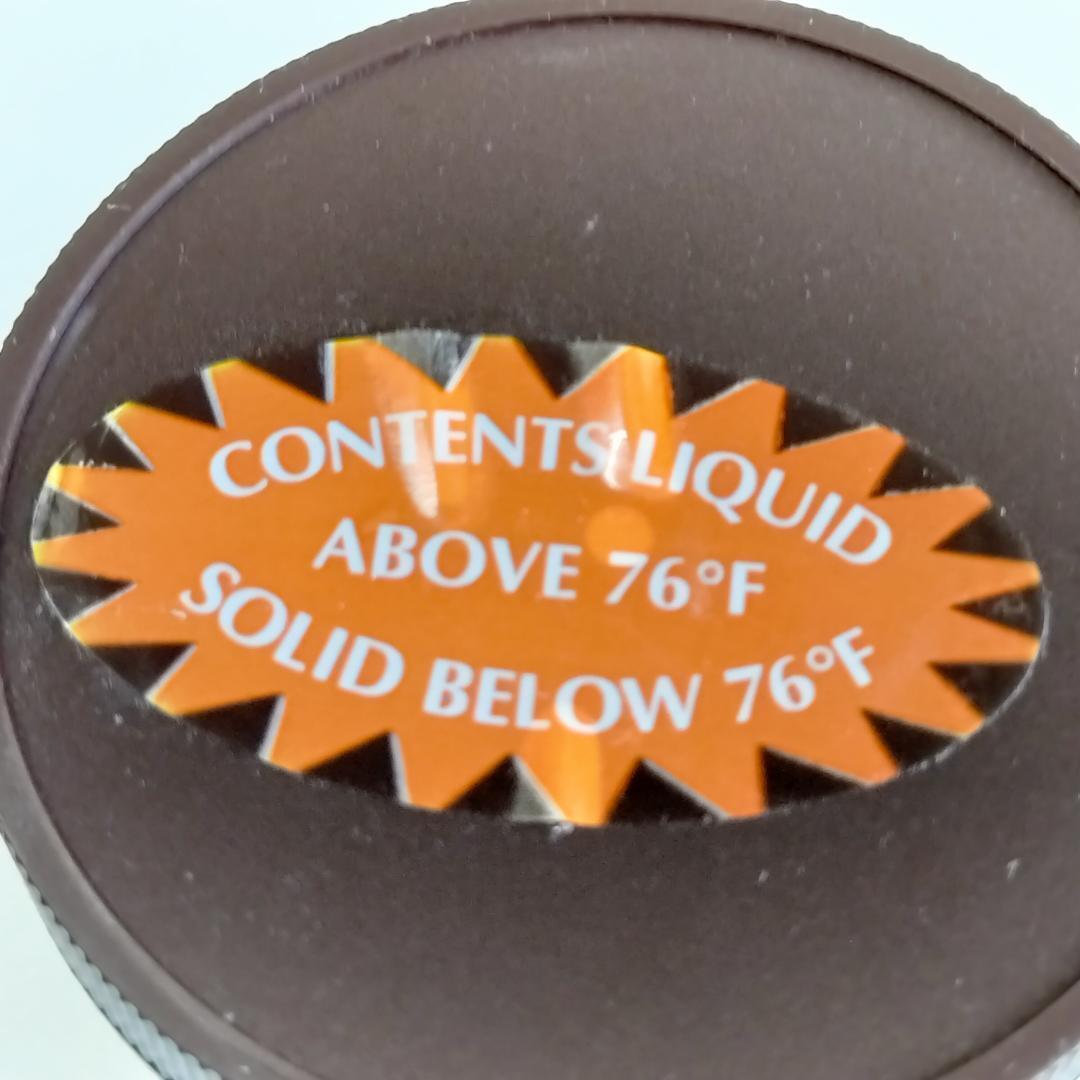 CONTENTS LIQUID
ABOVE 76°F
SOLID BELOW 76°F